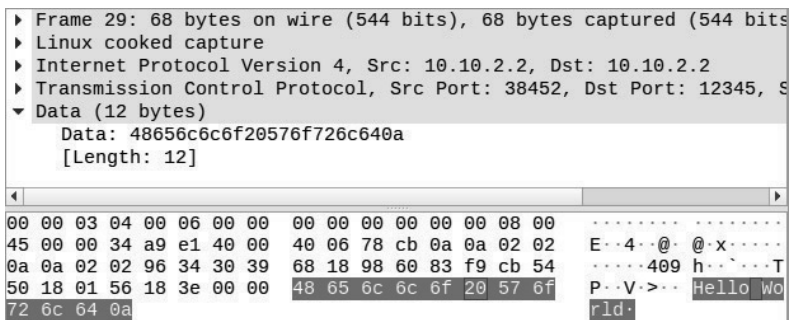 Frame 29: 68 bytes on wire (544 bits), 68 bytes captured (544 bits
Linux cooked capture
Internet Protocol Version 4, Src: 10.10.2.2, Dst: 10.10.2.2
Transmission Control Protocol, Src Port: 38452, Dst Port: 12345, S
Data (12 bytes)
Data: 48656c6c6f20576f726c640a
[Length: 12]
00 00 03 04 00 06 00 00 00 00 00 00 00 00 08 00 ········ ········
45 00 00 34 a9 e1 40 00 40 06 78 cb 0a 0a 02 02 E··4··@· @·x·····
0a 0a 02 02 96 34 30 39 68 18 98 60 83 f9 cb 54 ·····409 h··`···T
50 18 01 56 18 3e 00 00 48 65 6c 6c 6f 20 57 6f P··V·>·· Hello Wo
72 6c 64 0a rld·